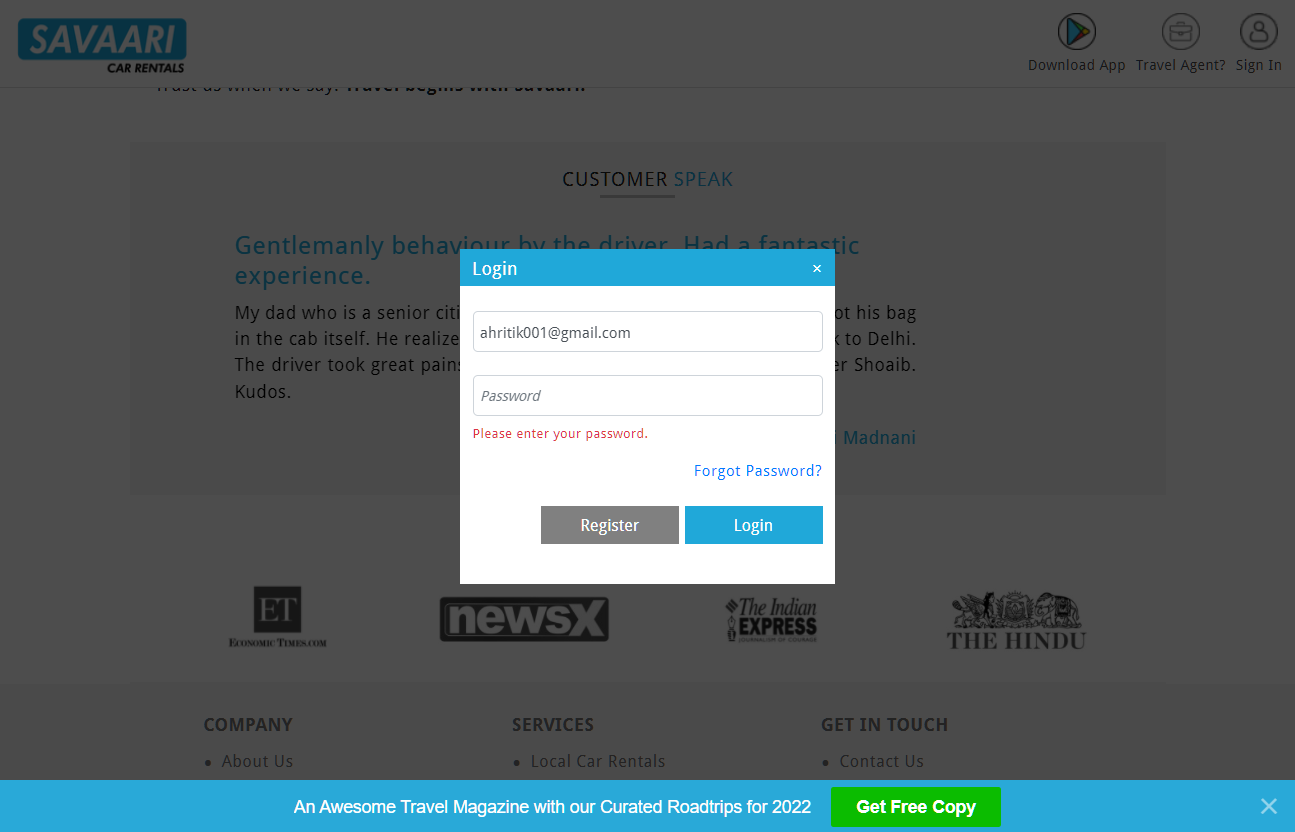 SAVAARI
CAR RENTALS
Download App
Travel Agent?
Sign In
Trust us when we say: Travel begins with Savaari!
CUSTOMER SPEAK
Gentlemanly behaviour by the driver. Had a fantastic
experience.
My dad who is a senior citi
ot his bag
in the cab itself. He realize
k to Delhi.
The driver took great pains
er Shoaib.
Kudos.
Madnani
Login
×
ahritik001@gmail.com
Password
Please enter your password.
Forgot Password?
Register
Login
ET
ECONOMIC TIMES.COM
newsX
The Indian
EXPRESS
JOURNALISM OF COURAGE
THE HINDU
COMPANY
SERVICES
GET IN TOUCH
• About Us
• Local Car Rentals
• Contact Us
An Awesome Travel Magazine with our Curated Roadtrips for 2022
Get Free Copy
×